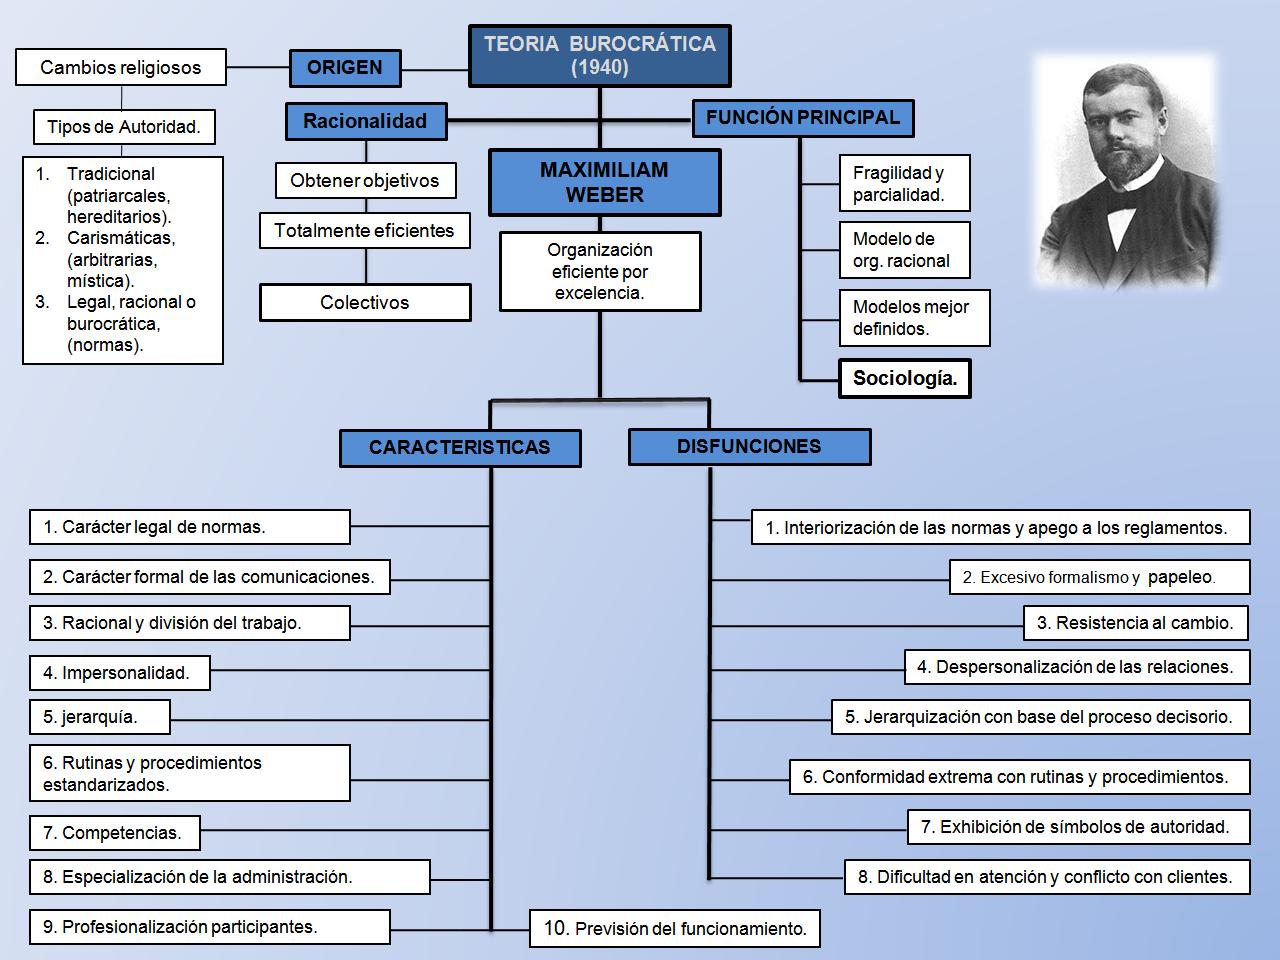 TEORIA BUROCRÁTICA
(1940)
ORIGEN
Cambios religiosos
Tipos de Autoridad.
1. Tradicional
(patriarcales,
hereditarios).
2. Carismáticas,
(arbitrarias,
mística).
3. Legal, racional o
burocrática,
(normas).
Racionalidad
Obtener objetivos
Totalmente eficientes
Colectivos
MAXIMILIAM
WEBER
Organización
eficiente por
excelencia.
FUNCIÓN PRINCIPAL
Fragilidad y
parcialidad.
Modelo de
org. racional
Modelos mejor
definidos.
Sociología.
CARACTERISTICAS
1. Carácter legal de normas.
2. Carácter formal de las comunicaciones.
3. Racional y división del trabajo.
4. Impersonalidad.
5. jerarquía.
6. Rutinas y procedimientos
estandarizados.
7. Competencias.
8. Especialización de la administración.
9. Profesionalización participantes.
10. Previsión del funcionamiento.
DISFUNCIONES
1. Interiorización de las normas y apego a los reglamentos.
2. Excesivo formalismo y papeleo.
3. Resistencia al cambio.
4. Despersonalización de las relaciones.
5. Jerarquización con base del proceso decisorio.
6. Conformidad extrema con rutinas y procedimientos.
7. Exhibición de símbolos de autoridad.
8. Dificultad en atención y conflicto con clientes.